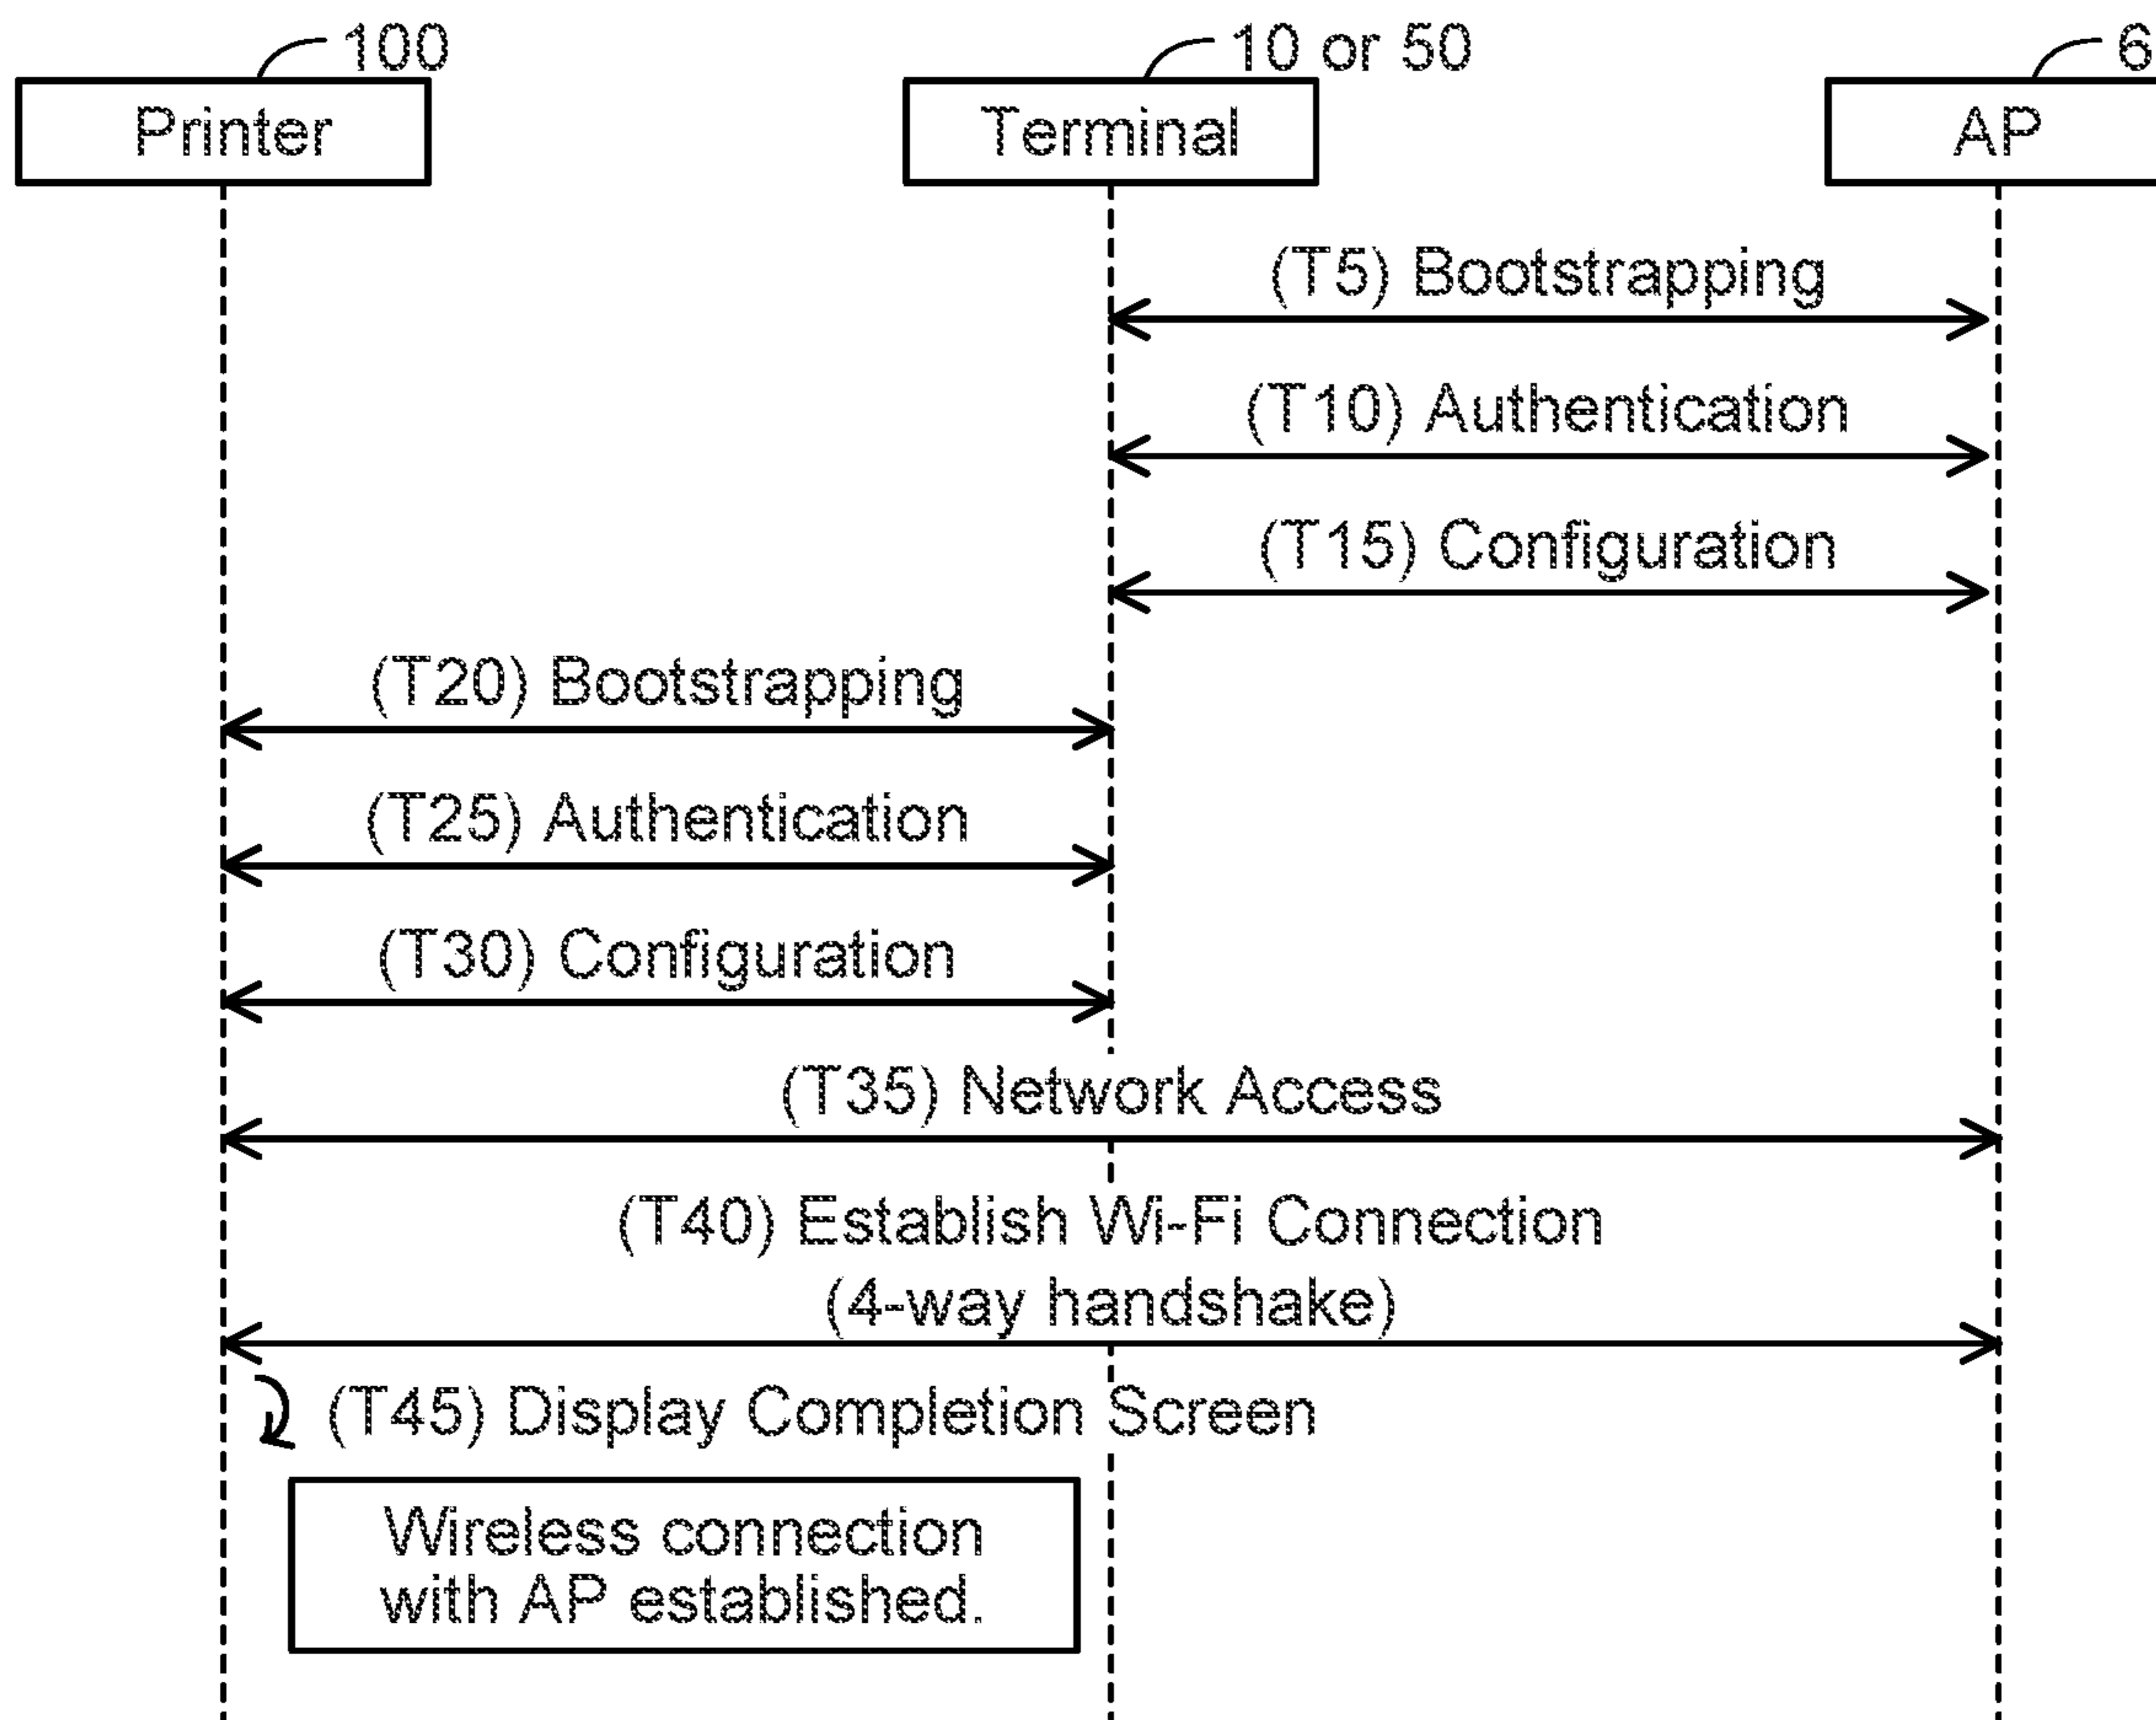 100
10 or 50
6
Printer
Terminal
AP
(T5) Bootstrapping
(T10) Authentication
(T15) Configuration
(T20) Bootstrapping
(T25) Authentication
(T30) Configuration
(T35) Network Access
(T40) Establish Wi-Fi Connection
(4-way handshake)
(T45) Display Completion Screen
Wireless connection
with AP established.